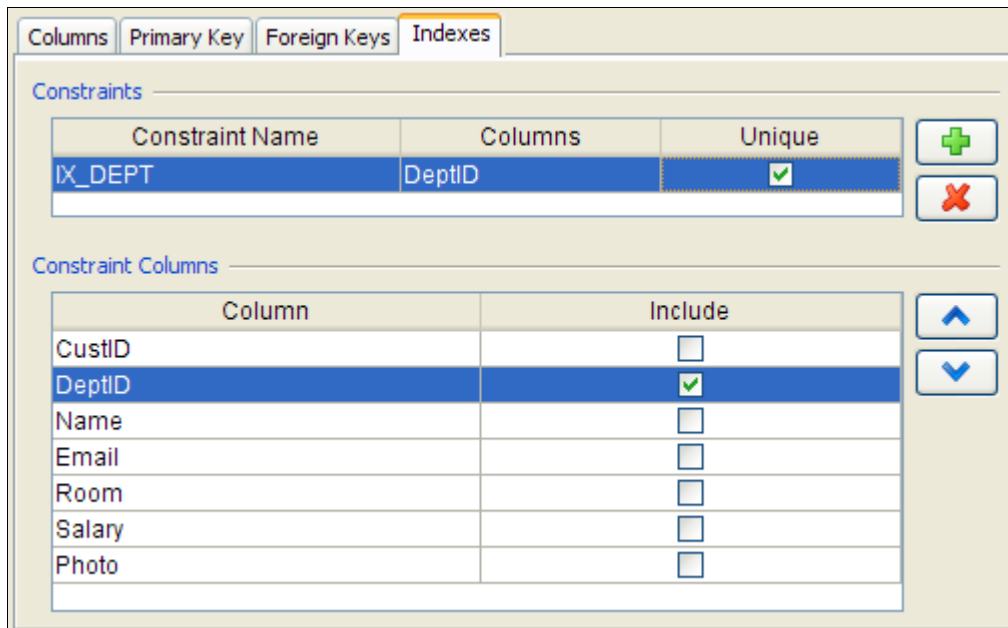 Columns Primary Key Foreign Keys Indexes
Constraints
Constraint Name Columns Unique
IX_DEPT DeptID
Constraint Columns
Column Include
CustID
DeptID
Name
Email
Room
Salary
Photo